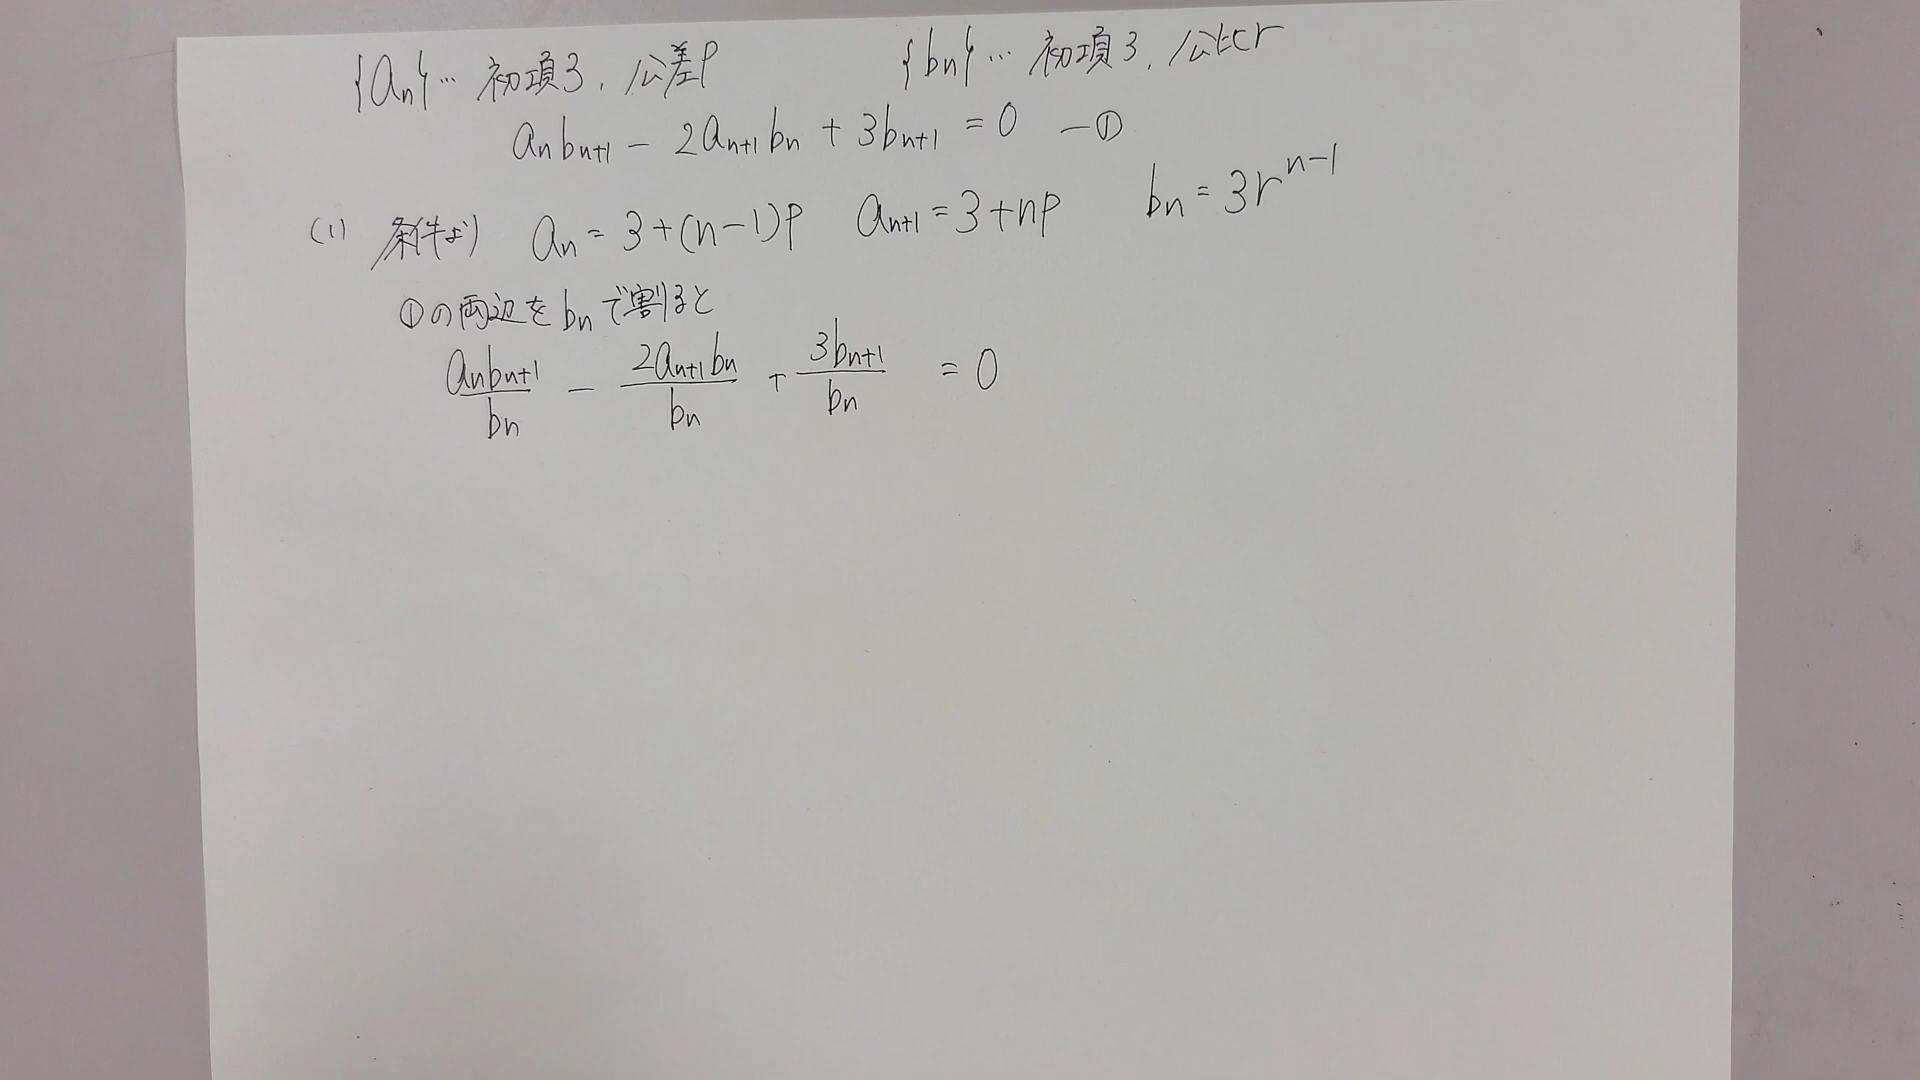 {an}… 初項3, 公差p {bn}… 初項3, 公比r
anbn+1 - 2an+1bn + 3bn+1 = 0 —①
(1) 条件より an = 3+(n-1)p an+1 = 3+np bn = 3r^n-1
①の両辺をbnで割ると
anbn+1/bn - 2an+1bn/bn + 3bn+1/bn = 0